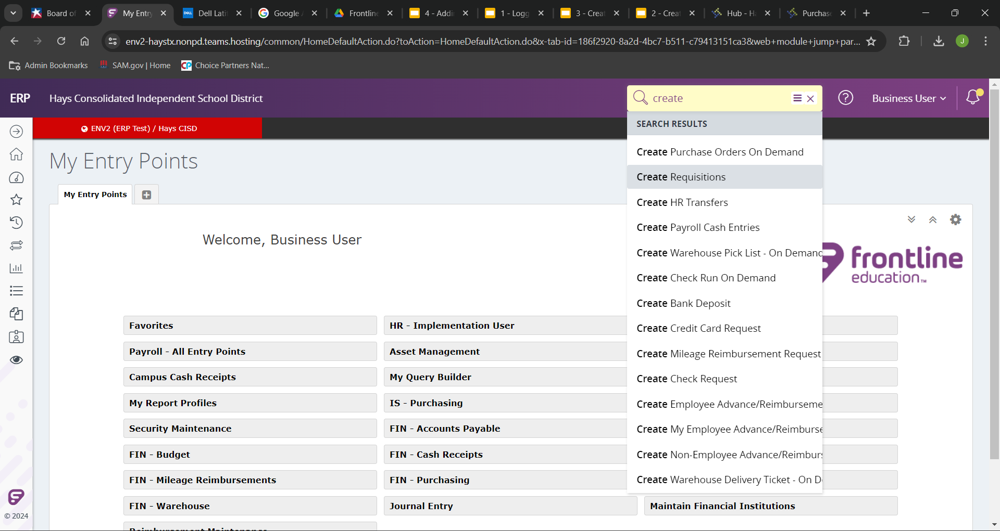 Board of
My Entry
Dell Lati
Google
Frontline
4 - Addi
1 - Logg
3 - Creat
2 - Creat
Hub - Ha
Purchase
env2-haystx.nonpd.teams.hosting/common/HomeDefaultAction.do?toAction=HomeDefaultAction.do&x-tab-id=186f2920-8a2d-4bc7-b511-c79413151ca3&web+module+jump+par...
J
Admin Bookmarks
SAM.gov | Home
CP Choice Partners Nat...
ERP
Hays Consolidated Independent School District
create
?
Business User
ENV2 (ERP Test) / Hays CISD
SEARCH RESULTS
Create Purchase Orders On Demand
Create Requisitions
Create HR Transfers
Create Payroll Cash Entries
Create Warehouse Pick List - On Demand
Create Check Run On Demand
Create Bank Deposit
Create Credit Card Request
Create Mileage Reimbursement Request
Create Check Request
Create Employee Advance/Reimburseme
Create My Employee Advance/Reimburse
Create Non-Employee Advance/Reimburs
Create Warehouse Delivery Ticket - On D
My Entry Points
My Entry Points
Welcome, Business User
frontline
education™
Favorites
HR - Implementation User
Payroll - All Entry Points
Asset Management
Campus Cash Receipts
My Query Builder
My Report Profiles
IS - Purchasing
Security Maintenance
FIN - Accounts Payable
FIN - Budget
FIN - Cash Receipts
FIN - Mileage Reimbursements
FIN - Purchasing
FIN - Warehouse
Journal Entry
Maintain Financial Institutions
Reimbursement Maintenance
© 2024